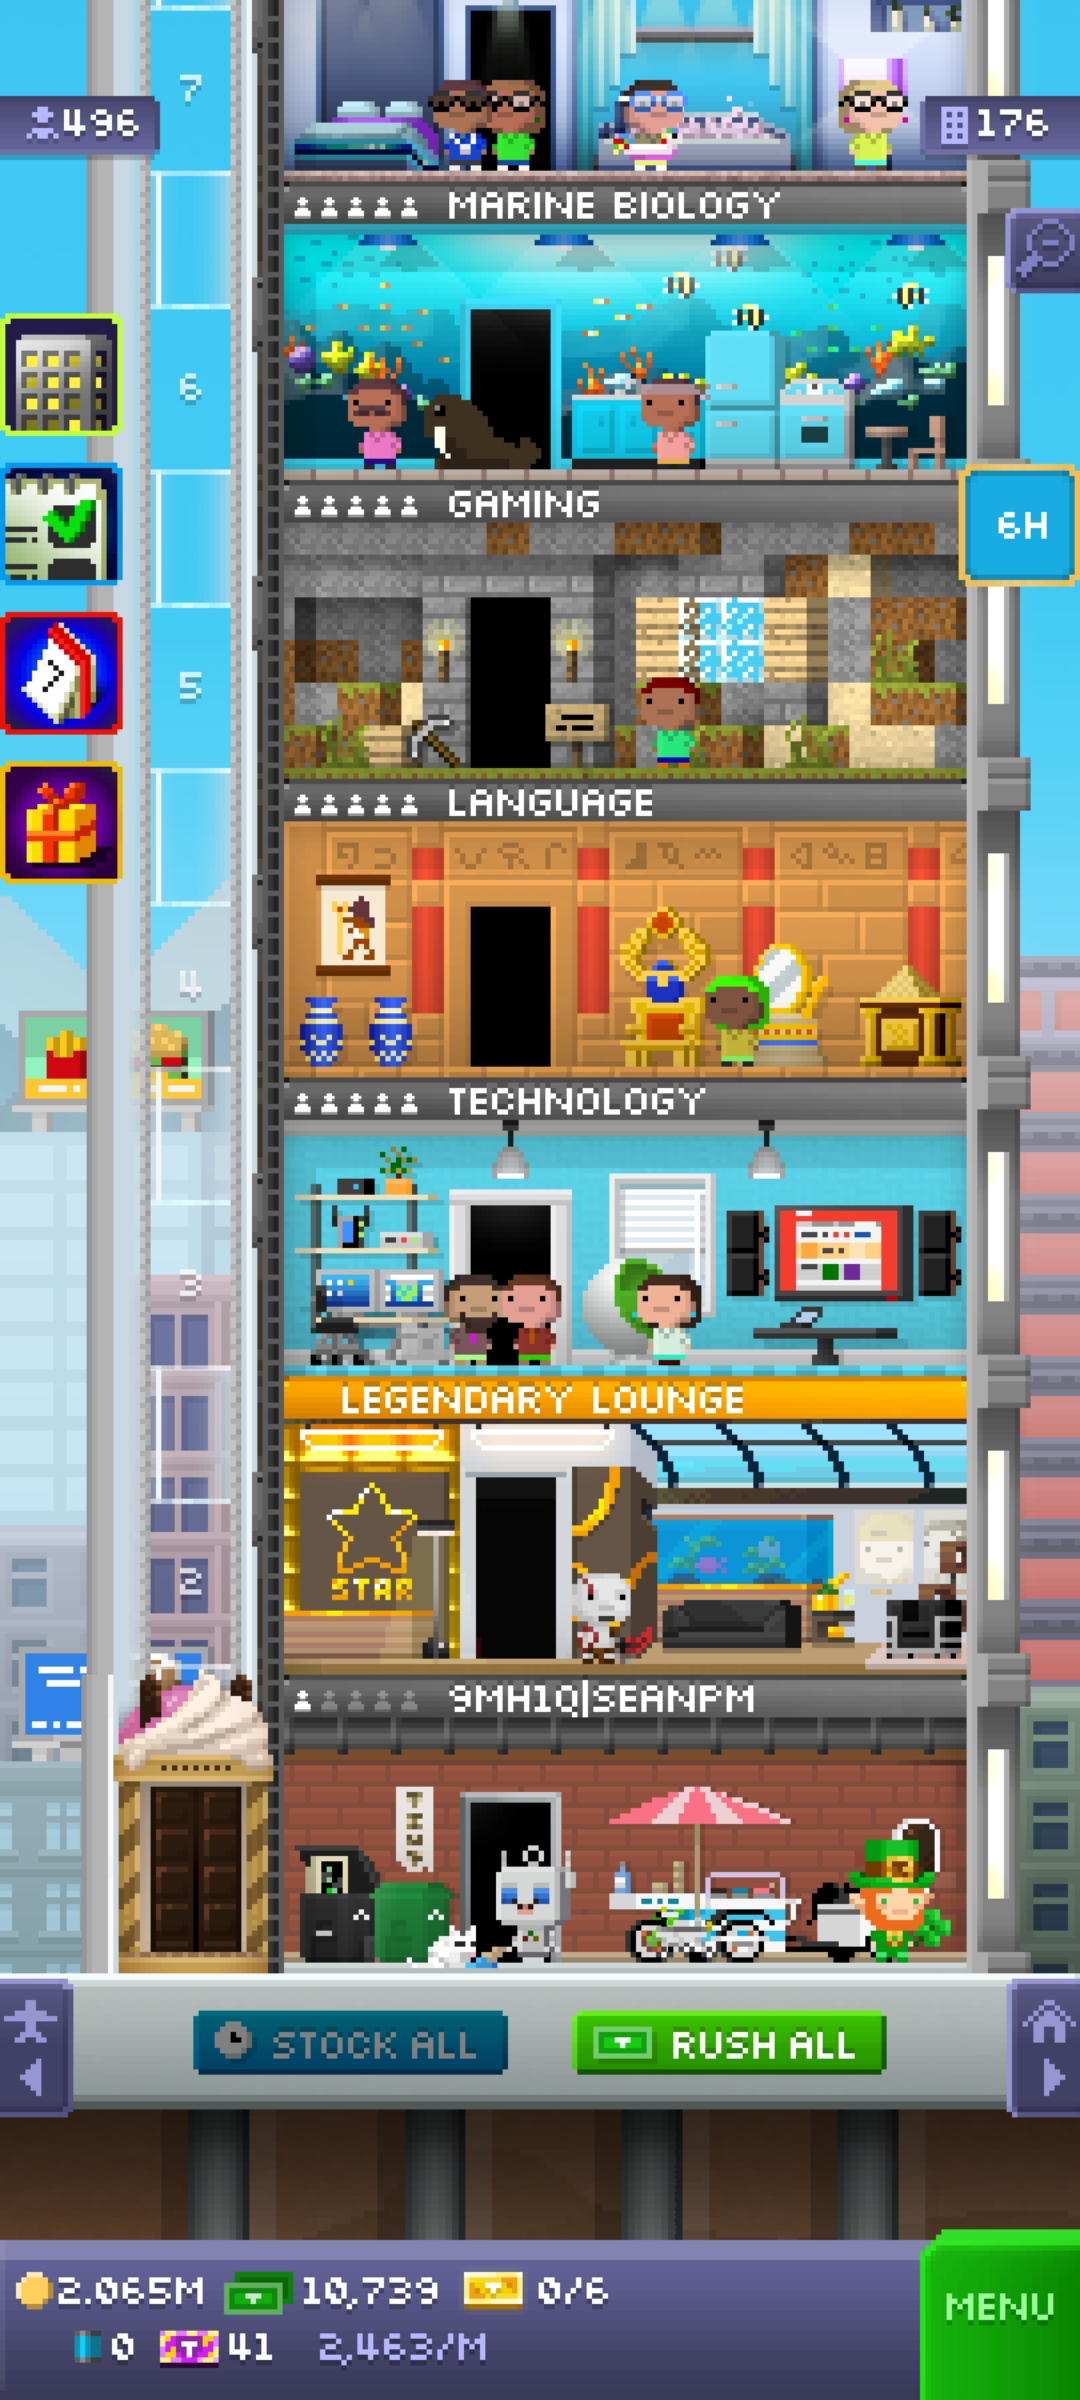 7
496
176
MARINE BIOLOGY
6
GAMING
6H
5
LANGUAGE
4
TECHNOLOGY
3
LEGENDARY LOUNGE
STAR
2
9MH1Q|SEANPM
TINY
STOCK ALL
RUSH ALL
2.065M 10,739 0/6
MENU
0 41 2,463/M